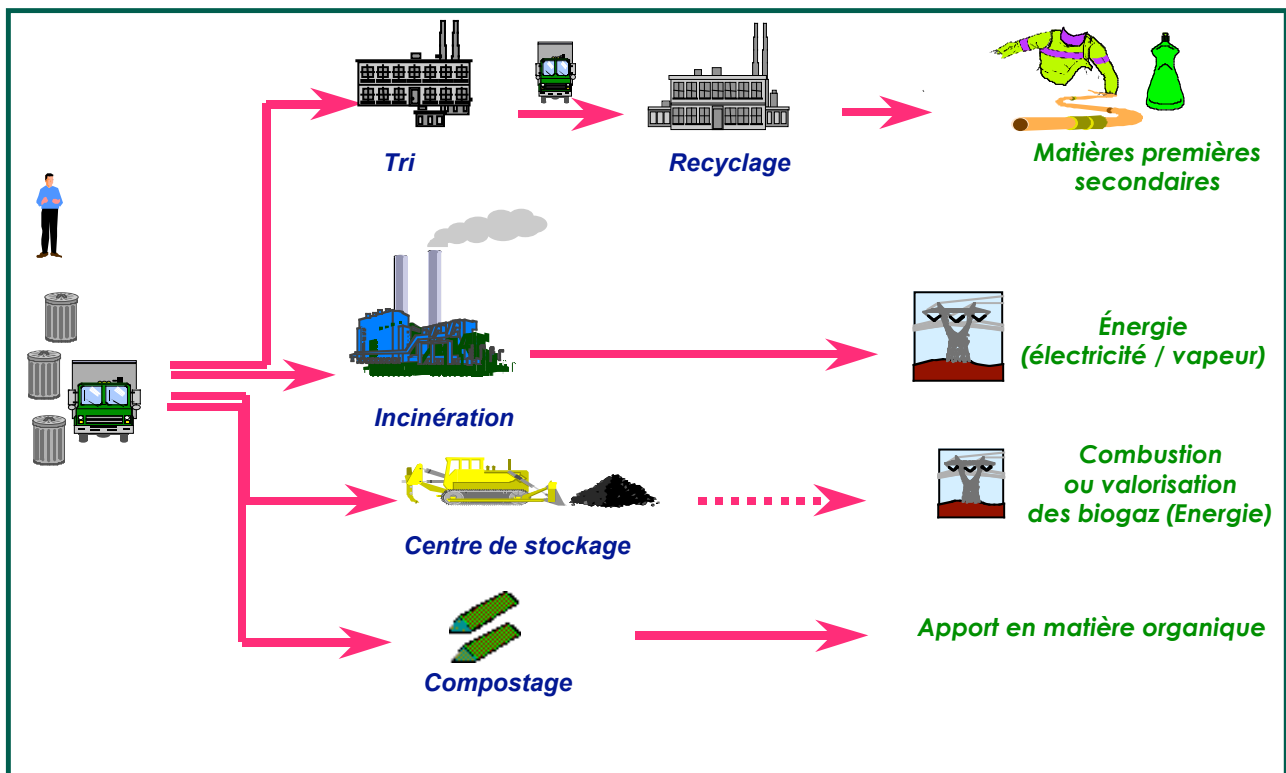 Tri
Recyclage
Matières premières
secondaires
Incinération
Énergie
(électricité / vapeur)
Centre de stockage
Combustion
ou valorisation
des biogaz (Energie)
Compostage
Apport en matière organique